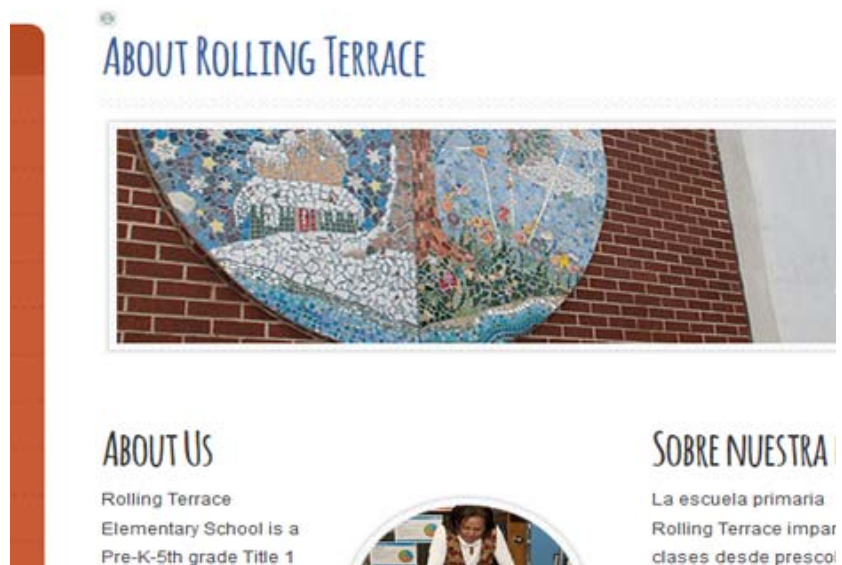 About Rolling Terrace
About Us
Rolling Terrace
Elementary School is a
Pre-K-5th grade Title 1
Sobre nuestra
La escuela primaria
Rolling Terrace impar
clases desde prescol